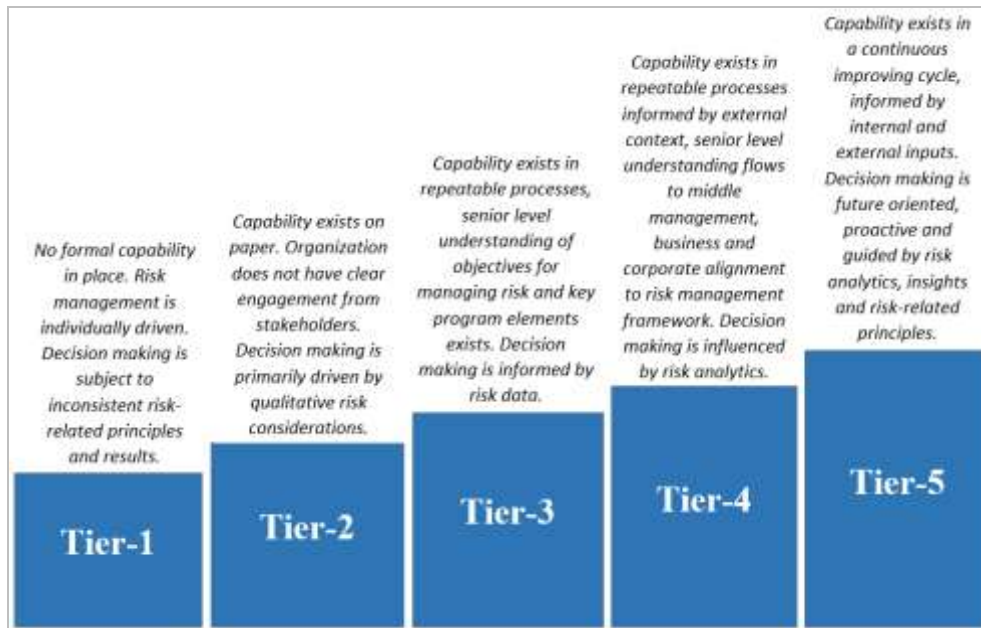 No formal capability
in place. Risk
management is
individually driven.
Decision making is
subject to
inconsistent risk-
related principles
and results.
Tier-1
Capability exists on
paper. Organization
does not have clear
engagement from
stakeholders.
Decision making is
primarily driven by
qualitative risk
considerations.
Tier-2
Capability exists in
repeatable processes,
senior level
understanding of
objectives for
managing risk and key
program elements
exists. Decision
making is informed by
risk data.
Tier-3
Capability exists in
repeatable processes
informed by external
context, senior level
understanding flows
to middle
management,
business and
corporate alignment
to risk management
framework. Decision
making is influenced
by risk analytics.
Tier-4
Capability exists in
a continuous
improving cycle,
informed by
internal and
external inputs.
Decision making is
future oriented,
proactive and
guided by risk
analytics, insights
and risk-related
principles.
Tier-5